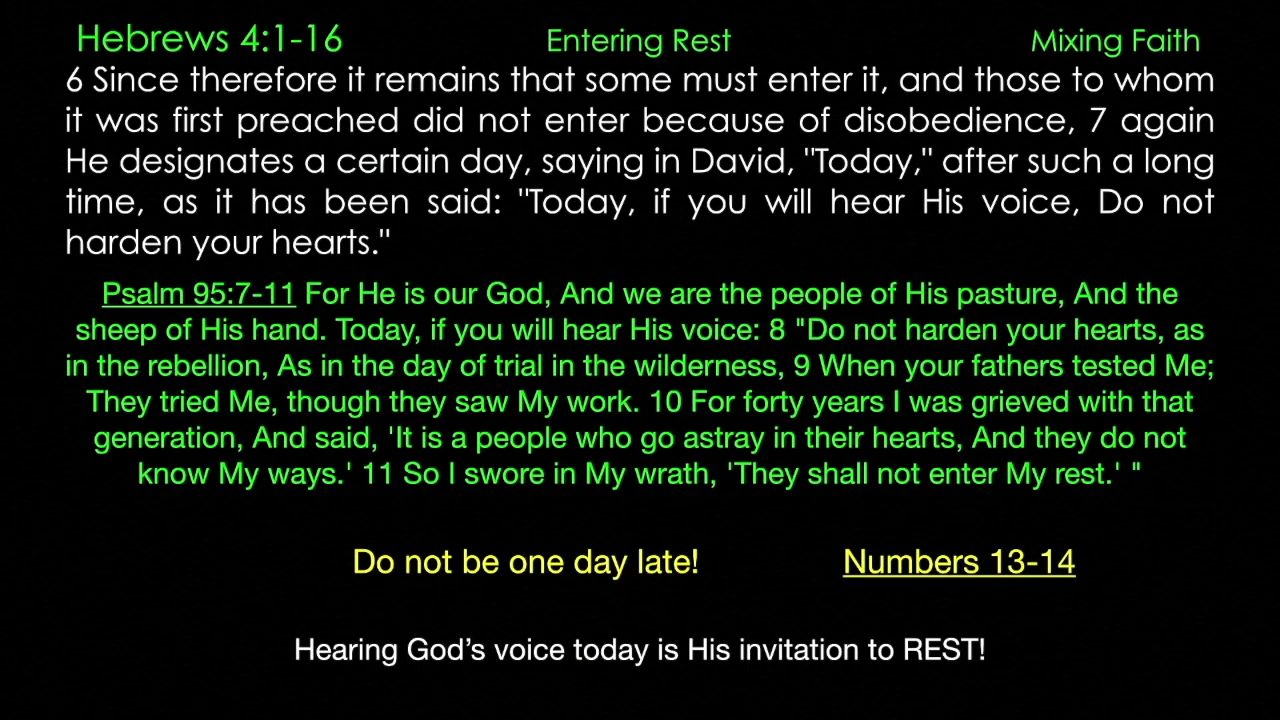 Hebrews 4:1-16 Entering Rest Mixing Faith
6 Since therefore it remains that some must enter it, and those to whom
it was first preached did not enter because of disobedience, 7 again
He designates a certain day, saying in David, "Today," after such a long
time, as it has been said: "Today, if you will hear His voice, Do not
harden your hearts."
Psalm 95:7-11 For He is our God, And we are the people of His pasture, And the
sheep of His hand. Today, if you will hear His voice: 8 "Do not harden your hearts, as
in the rebellion, As in the day of trial in the wilderness, 9 When your fathers tested Me;
They tried Me, though they saw My work. 10 For forty years I was grieved with that
generation, And said, 'It is a people who go astray in their hearts, And they do not
know My ways.' 11 So I swore in My wrath, 'They shall not enter My rest.' "
Do not be one day late! Numbers 13-14
Hearing God’s voice today is His invitation to REST!